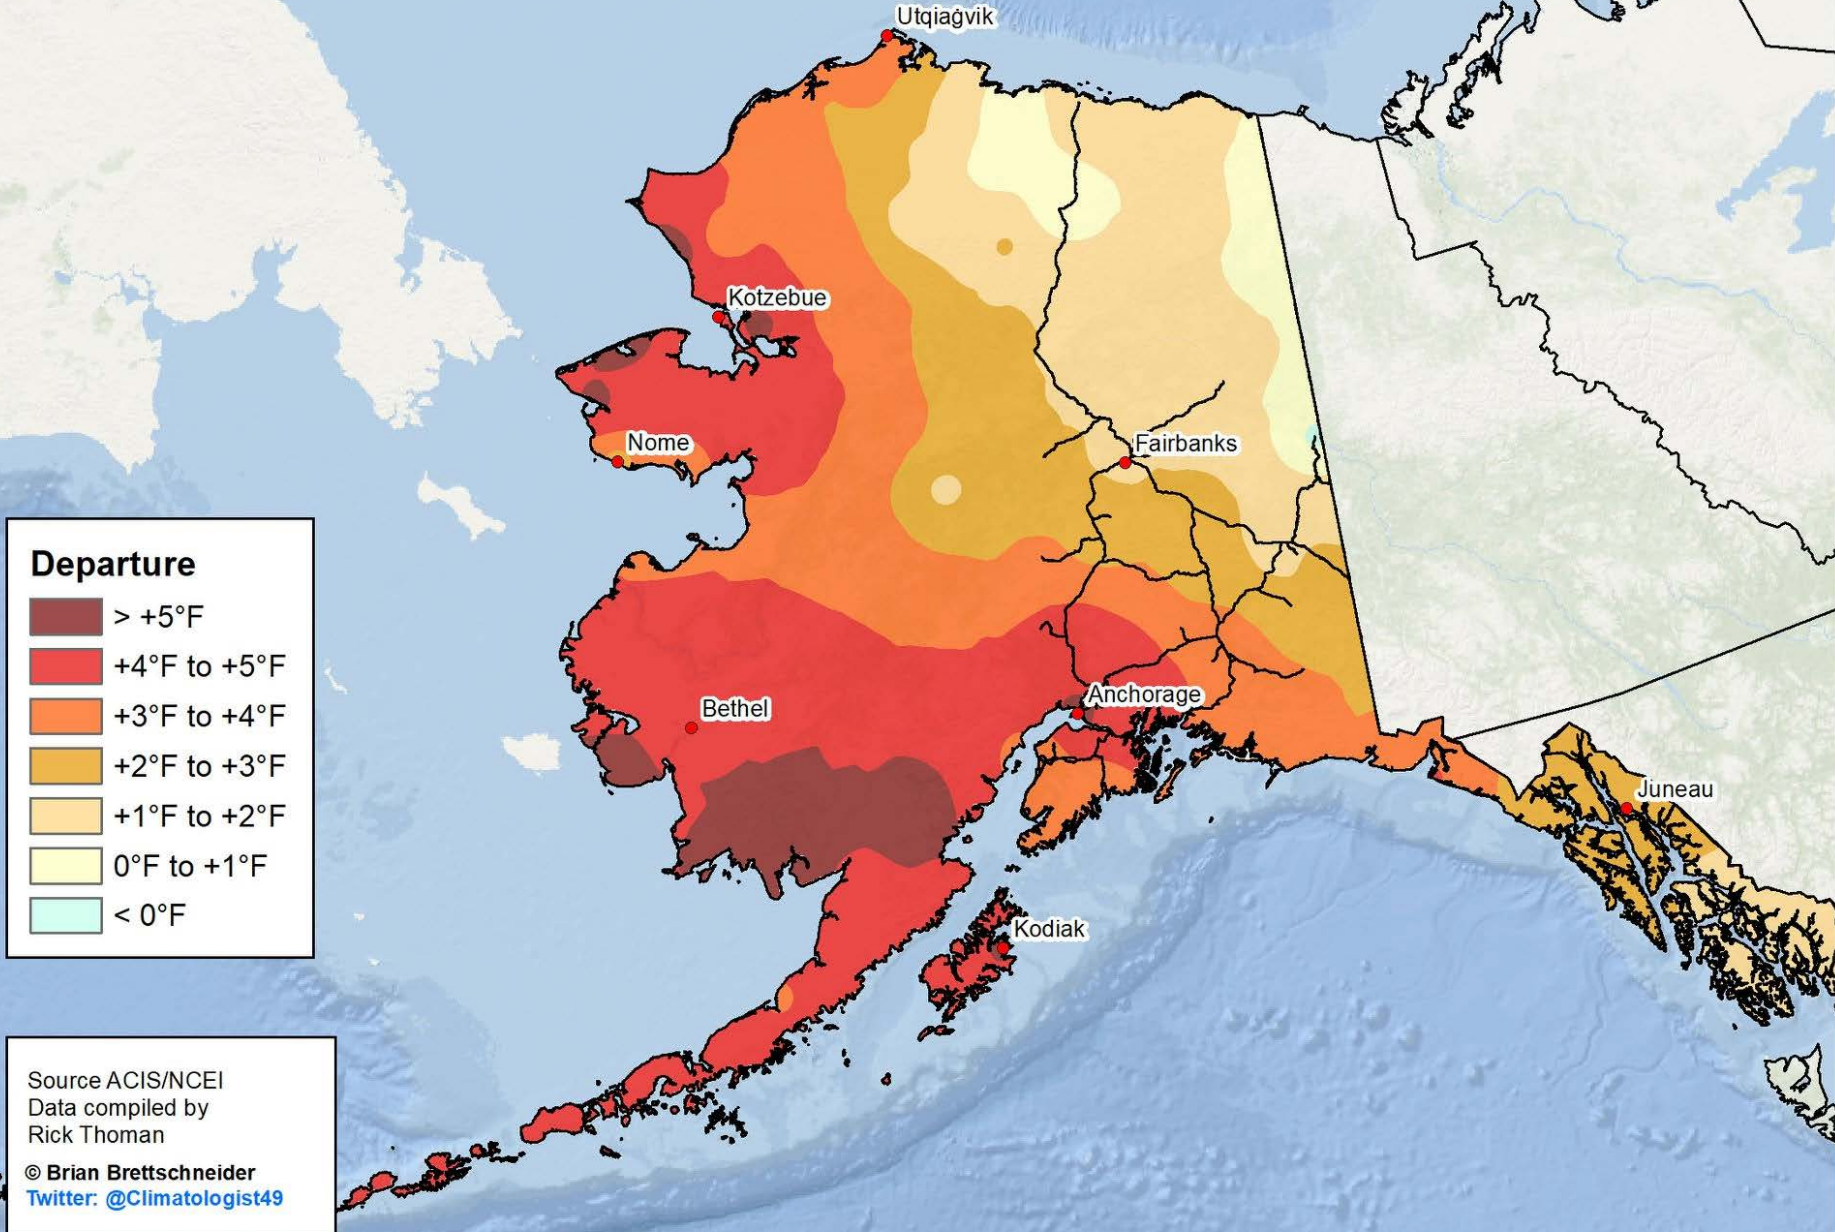 Utqiaġvik
Kotzebue
Nome
Fairbanks
Departure
> +5°F
+4°F to +5°F
+3°F to +4°F
+2°F to +3°F
+1°F to +2°F
0°F to +1°F
< 0°F
Bethel
Anchorage
Juneau
Kodiak
Source ACIS/NCEI
Data compiled by
Rick Thoman
© Brian Brettschneider
Twitter: @Climatologist49